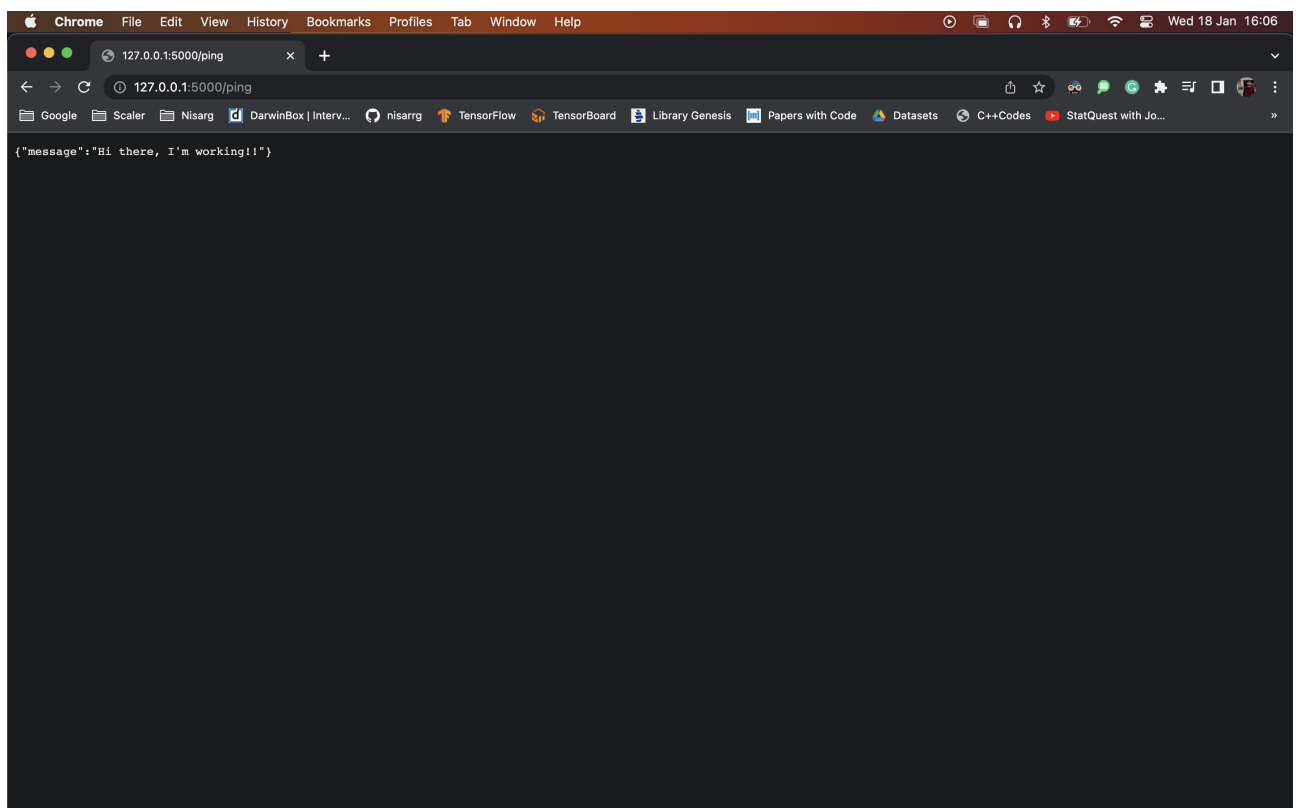 Chrome File Edit View History Bookmarks Profiles Tab Window Help Wed 18 Jan 16:06
127.0.0.1:5000/ping
127.0.0.1:5000/ping
Google Scaler Nisarg DarwinBox | Interv... nisarrg TensorFlow TensorBoard Library Genesis Papers with Code Datasets C++Codes StatQuest with Jo... »
{"message":"Hi there, I'm working!!"}